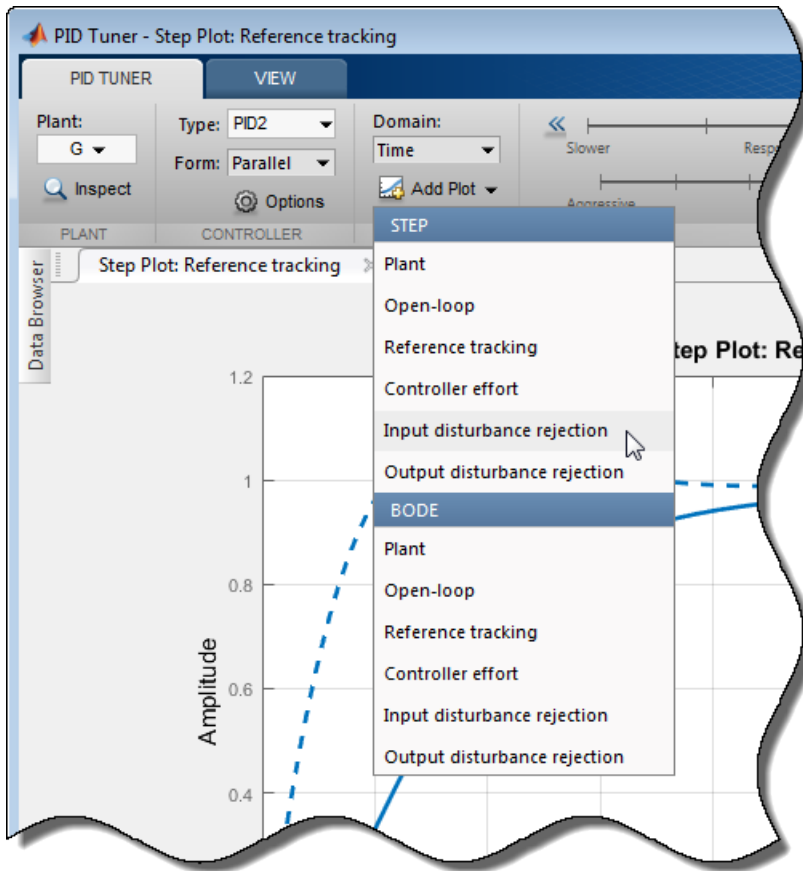 PID Tuner - Step Plot: Reference tracking
PID TUNER
VIEW
Plant:
G
Inspect
PLANT
Type: PID2
Form: Parallel
Options
CONTROLLER
Domain:
Time
Add Plot
Slower
Aggressive
Data Browser
Step Plot: Reference tracking
STEP
Plant
Open-loop
Reference tracking
Controller effort
Input disturbance rejection
Output disturbance rejection
BODE
Plant
Open-loop
Reference tracking
Controller effort
Input disturbance rejection
Output disturbance rejection
Plot:
Amplitude
1.2
1
0.8
0.6
0.4